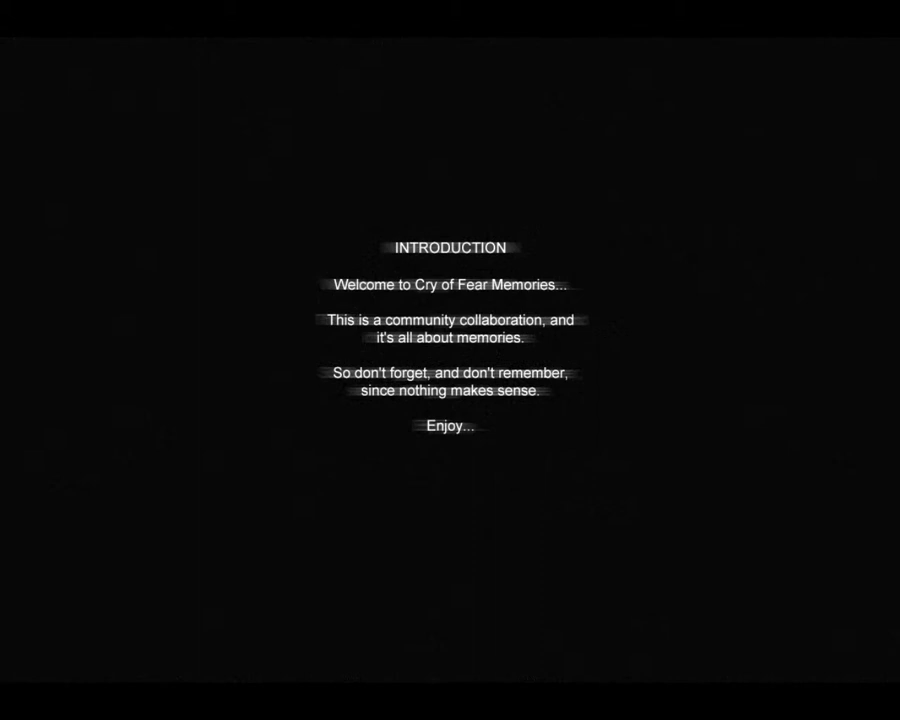 INTRODUCTION
Welcome to Cry of Fear Memories...
This is a community collaboration, and
it's all about memories.
So don't forget, and don't remember,
since nothing makes sense.
Enjoy...